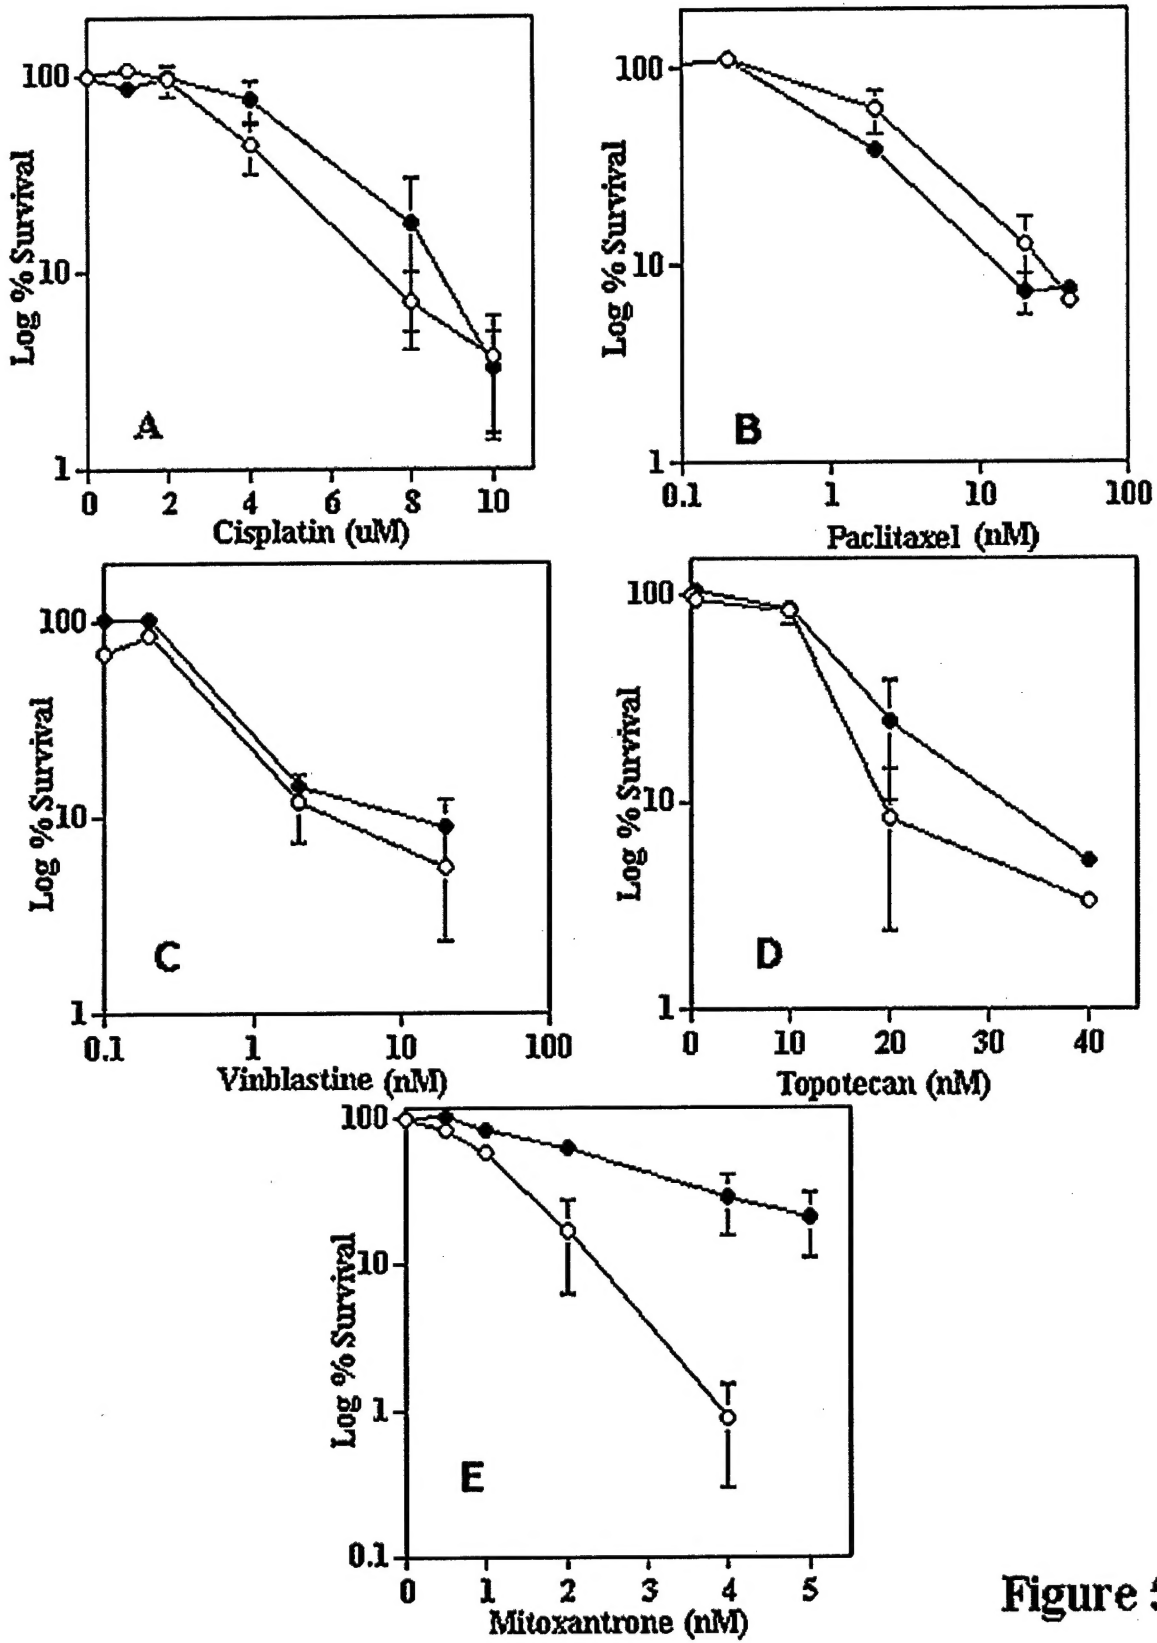 100
10
1
Log % Survival
A
0 2 4 6 8 10
Cisplatin (uM)
100
10
1
Log % Survival
B
0.1 1 10 100
Paclitaxel (nM)
100
10
1
Log % Survival
C
0.1 1 10 100
Vinblastine (nM)
100
10
1
Log % Survival
D
0 10 20 30 40
Topotecan (nM)
100
10
1
0.1
Log % Survival
E
0 1 2 3 4 5
Mitoxantrone (nM)
Figure